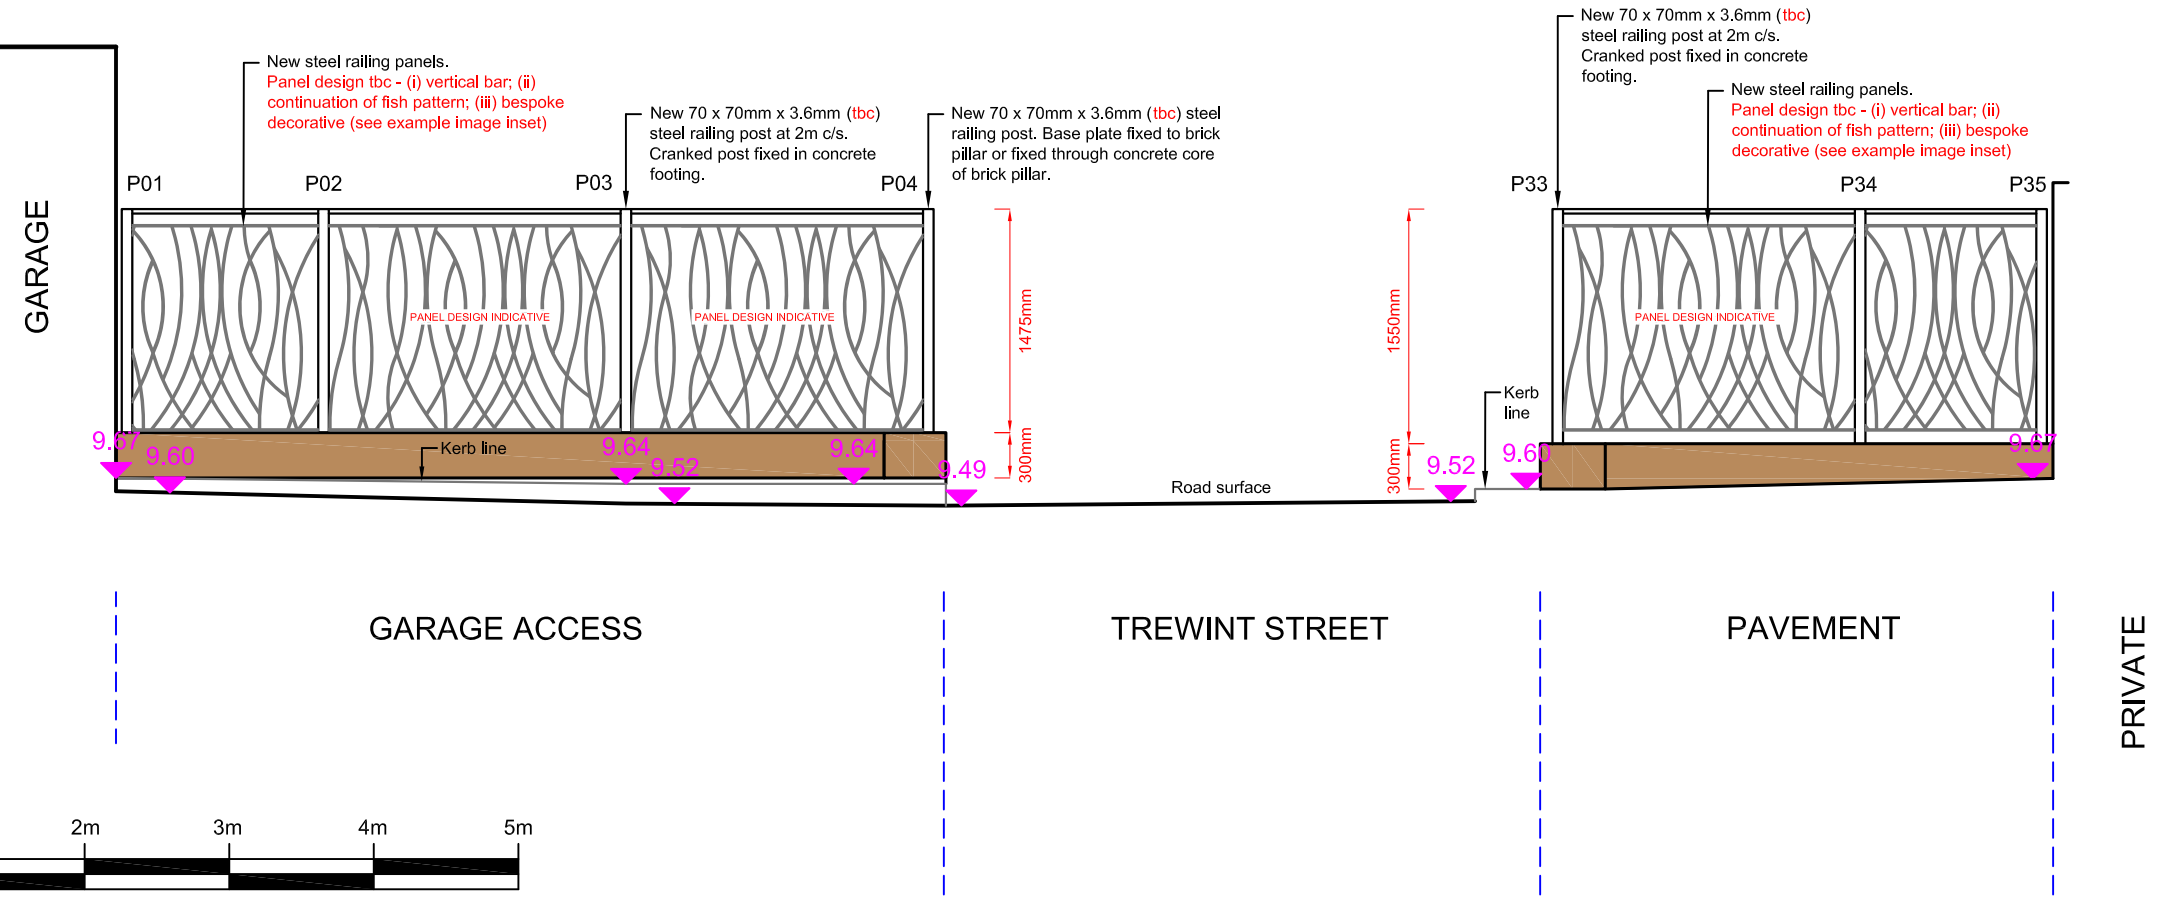 New steel railing panels.
Panel design tbc - (i) vertical bar; (ii)
continuation of fish pattern; (iii) bespoke
decorative (see example image inset)
New 70 x 70mm x 3.6mm (tbc)
steel railing post at 2m c/s.
Cranked post fixed in concrete
footing.
New 70 x 70mm x 3.6mm (tbc) steel
railing post. Base plate fixed to brick
pillar or fixed through concrete core
of brick pillar.
New 70 x 70mm x 3.6mm (tbc)
steel railing post at 2m c/s.
Cranked post fixed in concrete
footing.
New steel railing panels.
Panel design tbc - (i) vertical bar; (ii)
continuation of fish pattern; (iii) bespoke
decorative (see example image inset)
P01
P02
P03
P04
P33
P34
P35
GARAGE
PANEL DESIGN INDICATIVE
PANEL DESIGN INDICATIVE
PANEL DESIGN INDICATIVE
1475mm
300mm
1550mm
300mm
Kerb
line
9.67
9.60
Kerb line
9.64
9.52
9.64
9.49
Road surface
9.52
9.60
9.67
GARAGE ACCESS
TREWINT STREET
PAVEMENT
PRIVATE
2m
3m
4m
5m